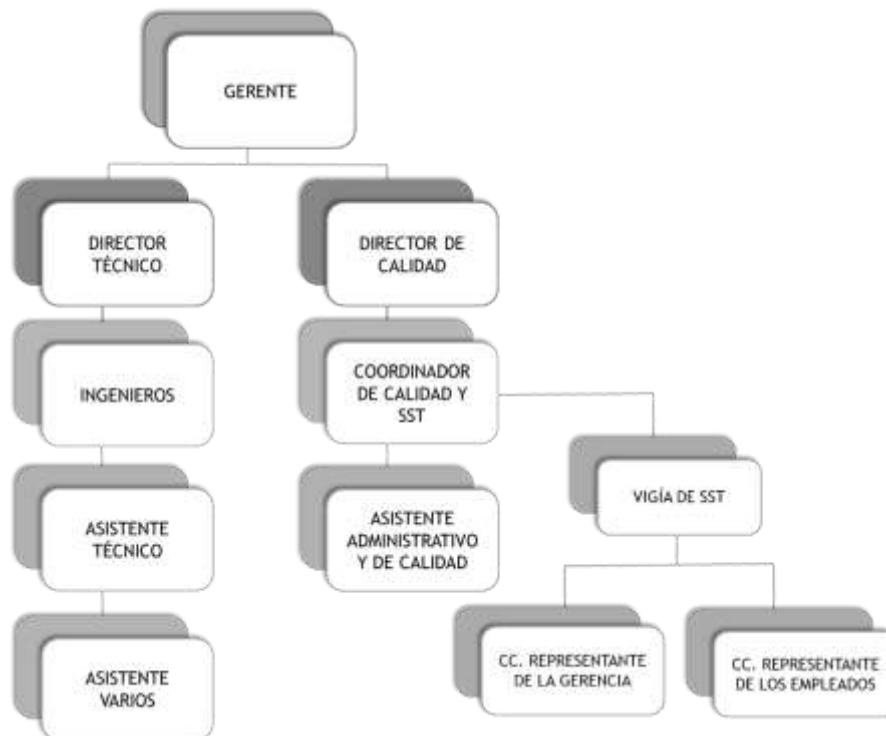 GERENTE
DIRECTOR
TÉCNICO
DIRECTOR DE
CALIDAD
INGENIEROS
COORDINADOR
DE CALIDAD Y
SST
VIGÍA DE SST
ASISTENTE
TÉCNICO
ASISTENTE
ADMINISTRATIVO
Y DE CALIDAD
ASISTENTE
VARIOS
CC. REPRESENTANTE
DE LA GERENCIA
CC. REPRESENTANTE
DE LOS EMPLEADOS